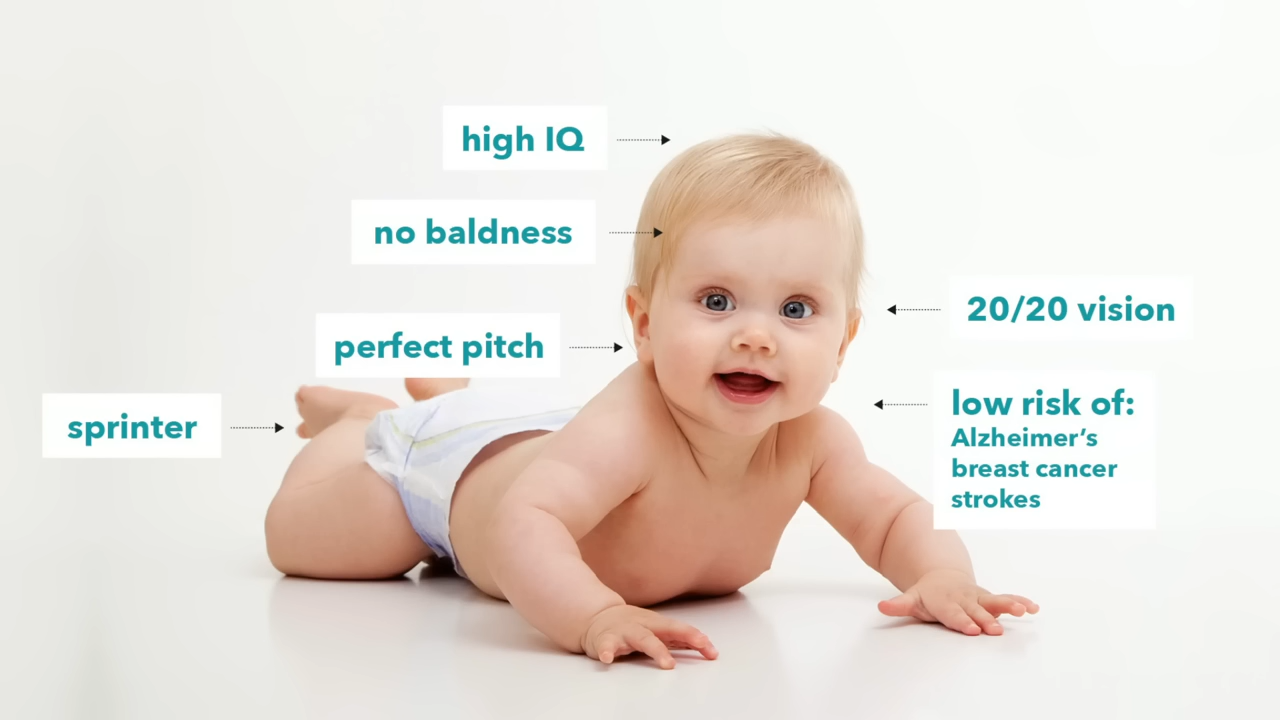 high IQ
no baldness
perfect pitch
sprinter
20/20 vision
low risk of:
Alzheimer’s
breast cancer
strokes